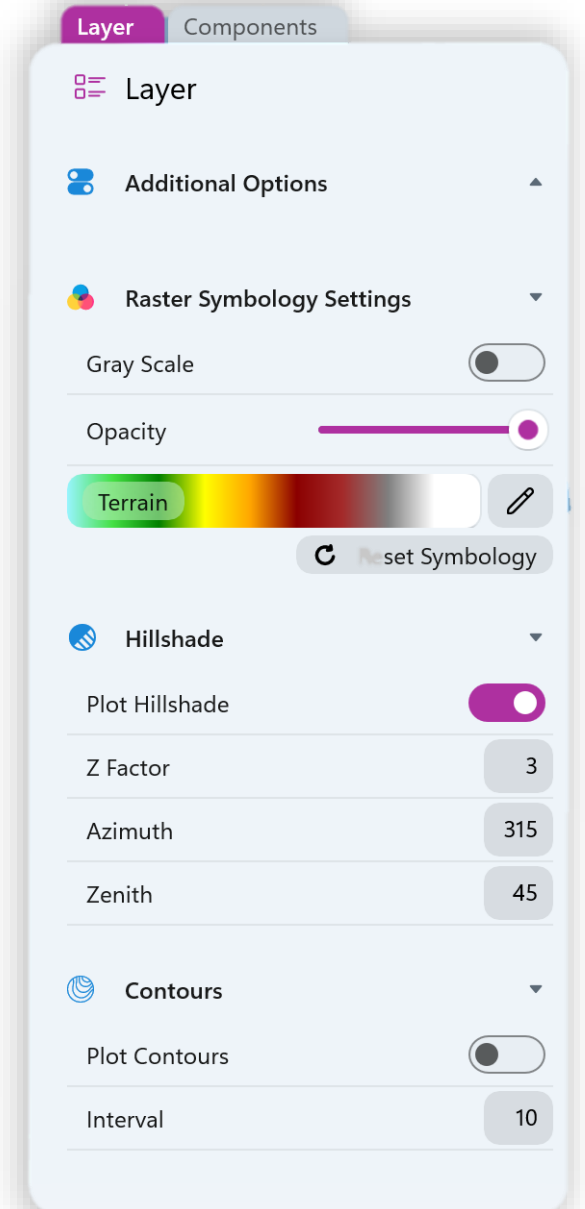 Layer Components
Layer
Additional Options
Raster Symbology Settings
Gray Scale
Opacity
Terrain
Reset Symbology
Hillshade
Plot Hillshade
Z Factor 3
Azimuth 315
Zenith 45
Contours
Plot Contours
Interval 10